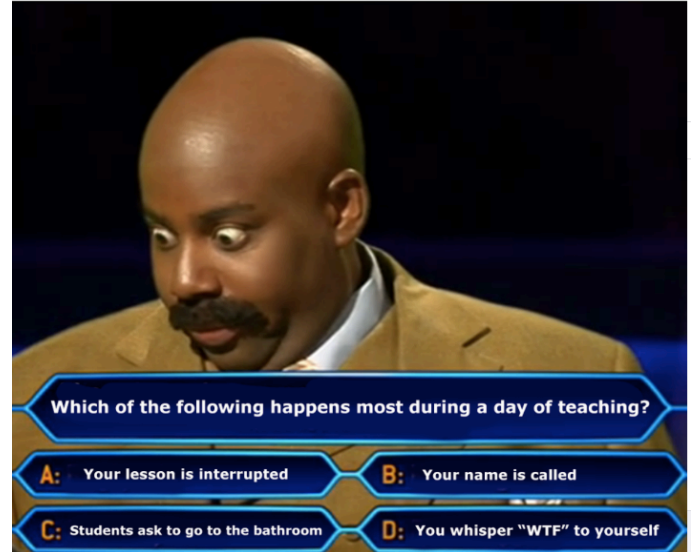 Which of the following happens most during a day of teaching?
A: Your lesson is interrupted
B: Your name is called
C: Students ask to go to the bathroom
D: You whisper “WTF” to yourself